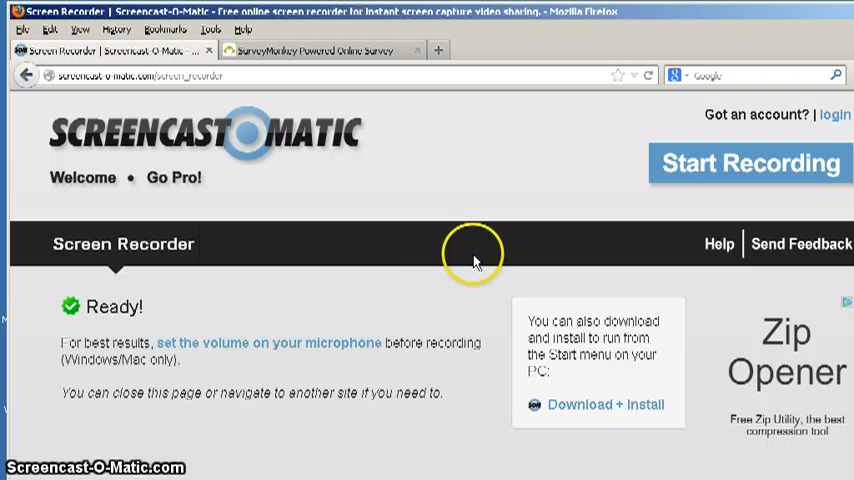 Screen Recorder | Screencast-O-Matic - Free online screen recorder for instant screen capture video sharing. - Mozilla Firefox
File Edit View History Bookmarks Tools Help
Screen Recorder | Screencast-O-Matic - ... × SurveyMonkey Powered Online Survey × +
screencast-o-matic.com/screen_recorder Google
Got an account? | login
SCREENCAST O MATIC
Start Recording
Welcome • Go Pro!
Screen Recorder
Help | Send Feedback
Ready!
For best results, set the volume on your microphone before recording
(Windows/Mac only).
You can close this page or navigate to another site if you need to.
You can also download
and install to run from
the Start menu on your
PC:
Download + Install
Zip
Opener
Free Zip Utility, the best
compression tool
Screencast-O-Matic.com